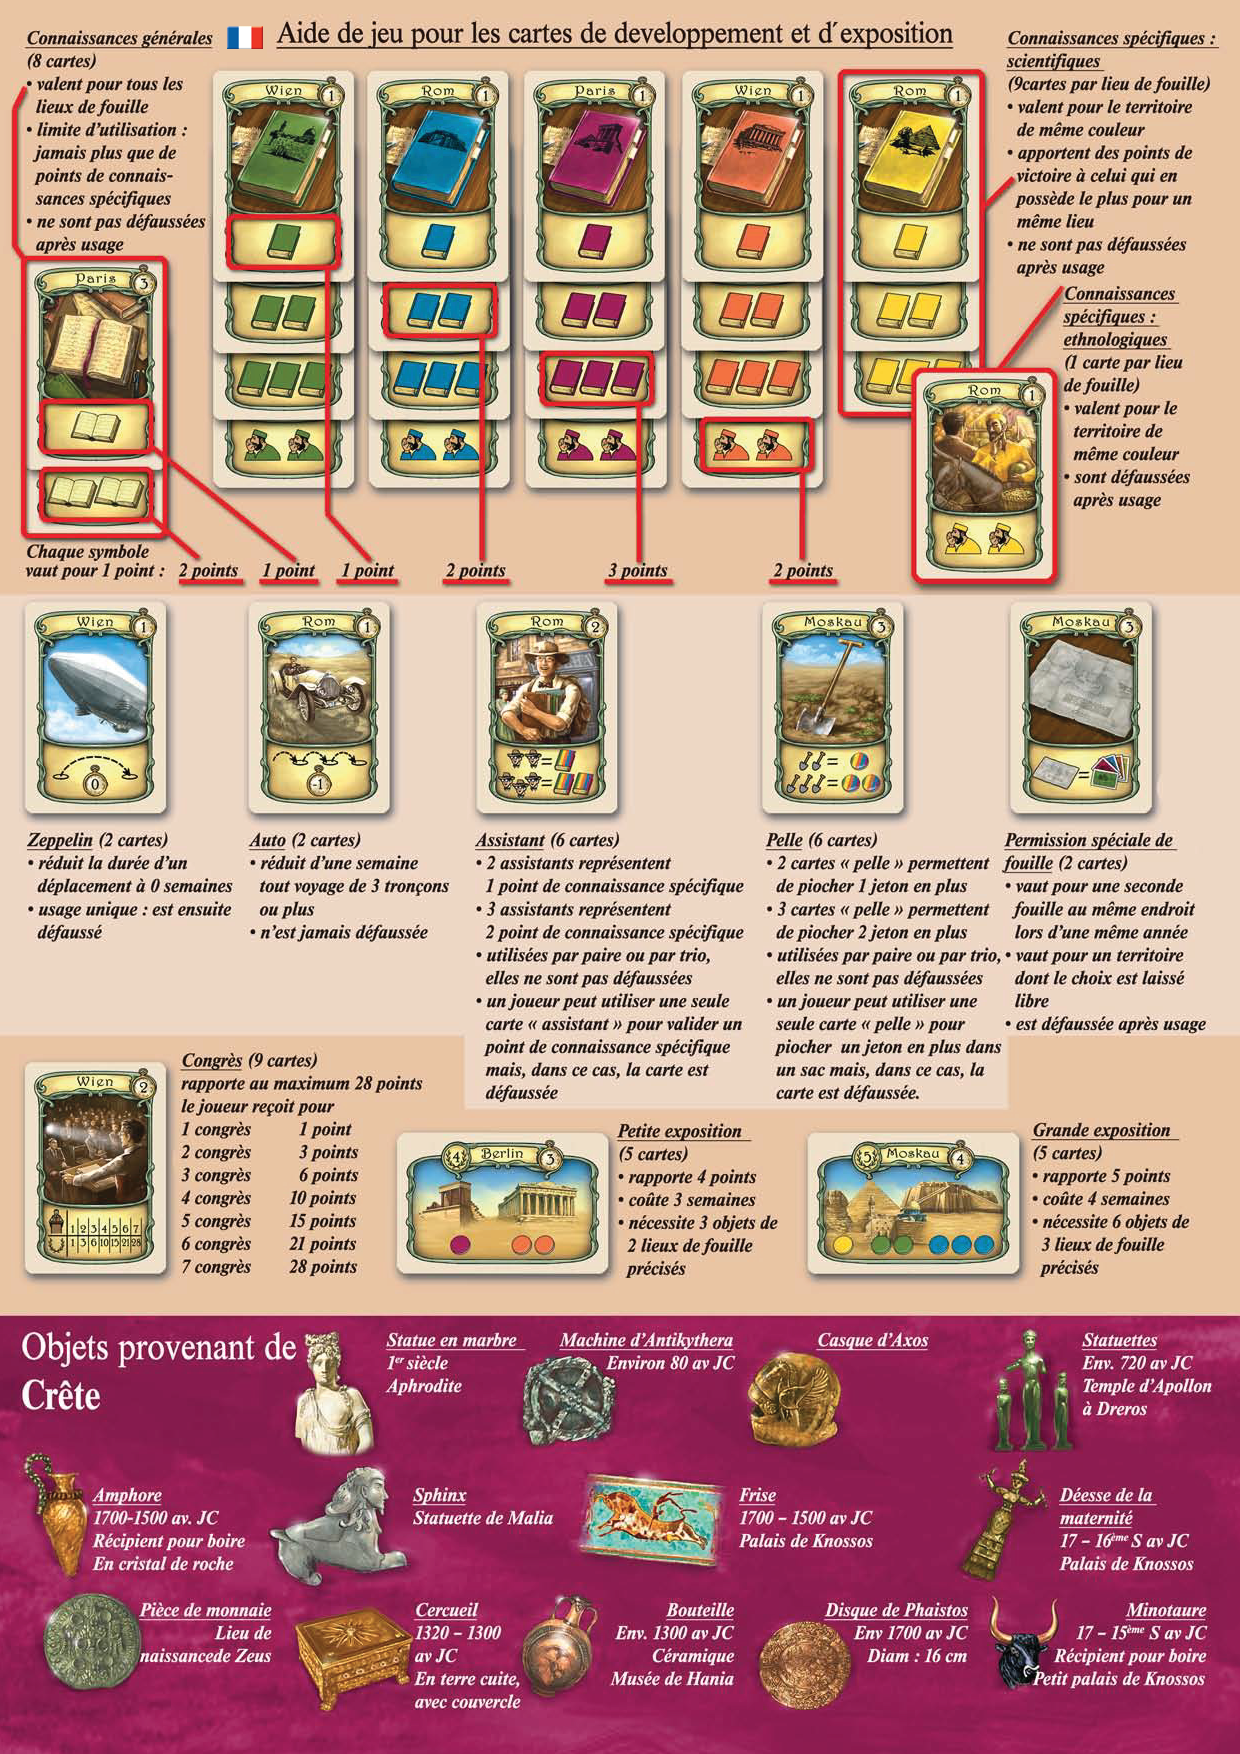 Aide de jeu pour les cartes de developpement et d´exposition
Connaissances générales
(8 cartes)
• valent pour tous les
lieux de fouille
• limite d'utilisation :
jamais plus que de
points de connais-
sances spécifiques
• ne sont pas défaussées
après usage
Wien 1
Rom 1
Paris 1
Wien 1
Rom 1
Connaissances spécifiques :
scientifiques
(9cartes par lieu de fouille)
• valent pour le territoire
de même couleur
• apportent des points de
victoire à celui qui en
possède le plus pour un
même lieu
• ne sont pas défaussées
après usage
Connaissances
spécifiques :
ethnologiques
(1 carte par lieu
de fouille)
• valent pour le
territoire de
même couleur
• sont défaussées
après usage
Paris 3
Rom 1
Chaque symbole
vaut pour 1 point :
2 points
1 point
1 point
2 points
3 points
2 points
Wien 1
0
Rom 1
-1
Rom 2
=
=
Moskau 3
=
=
Moskau 3
=
Zeppelin (2 cartes)
• réduit la durée d'un
déplacement à 0 semaines
• usage unique : est ensuite
défaussé
Auto (2 cartes)
• réduit d'une semaine
tout voyage de 3 tronçons
ou plus
• n'est jamais défaussée
Assistant (6 cartes)
• 2 assistants représentent
1 point de connaissance spécifique
• 3 assistants représentent
2 point de connaissance spécifique
• utilisées par paire ou par trio,
elles ne sont pas défaussées
• un joueur peut utiliser une seule
carte « assistant » pour valider un
point de connaissance spécifique
mais, dans ce cas, la carte est
défaussée
Pelle (6 cartes)
• 2 cartes « pelle » permettent
de piocher 1 jeton en plus
• 3 cartes « pelle » permettent
de piocher 2 jeton en plus
• utilisées par paire ou par trio,
elles ne sont pas défaussées
• un joueur peut utiliser une
seule carte « pelle » pour
piocher un jeton en plus dans
un sac mais, dans ce cas, la
carte est défaussée.
Permission spéciale de
fouille (2 cartes)
• vaut pour une seconde
fouille au même endroit
lors d'une même année
• vaut pour un territoire
dont le choix est laissé
libre
• est défaussée après usage
Wien 2
1 2 3 4 5 6 7
1 3 6 10 15 21 28
Congrès (9 cartes)
rapporte au maximum 28 points
le joueur reçoit pour
1 congrès 1 point
2 congrès 3 points
3 congrès 6 points
4 congrès 10 points
5 congrès 15 points
6 congrès 21 points
7 congrès 28 points
4 Berlin 3
Petite exposition
(5 cartes)
• rapporte 4 points
• coûte 3 semaines
• nécessite 3 objets de
2 lieux de fouille
précisés
5 Moskau 4
Grande exposition
(5 cartes)
• rapporte 5 points
• coûte 4 semaines
• nécessite 6 objets de
3 lieux de fouille
précisés
Objets provenant de
Crête
Statue en marbre
1er siècle
Aphrodite
Machine d'Antikythera
Environ 80 av JC
Casque d'Axos
Statuettes
Env. 720 av JC
Temple d'Apollon
à Dreros
Amphore
1700-1500 av. JC
Récipient pour boire
En cristal de roche
Sphinx
Statuette de Malia
Frise
1700 – 1500 av JC
Palais de Knossos
Déesse de la
maternité
17 – 16ème S av JC
Palais de Knossos
Pièce de monnaie
Lieu de
naissancede Zeus
Cercueil
1320 – 1300
av JC
En terre cuite,
avec couvercle
Bouteille
Env. 1300 av JC
Céramique
Musée de Hania
Disque de Phaistos
Env 1700 av JC
Diam : 16 cm
Minotaure
17 – 15ème S av JC
Récipient pour boire
Petit palais de Knossos